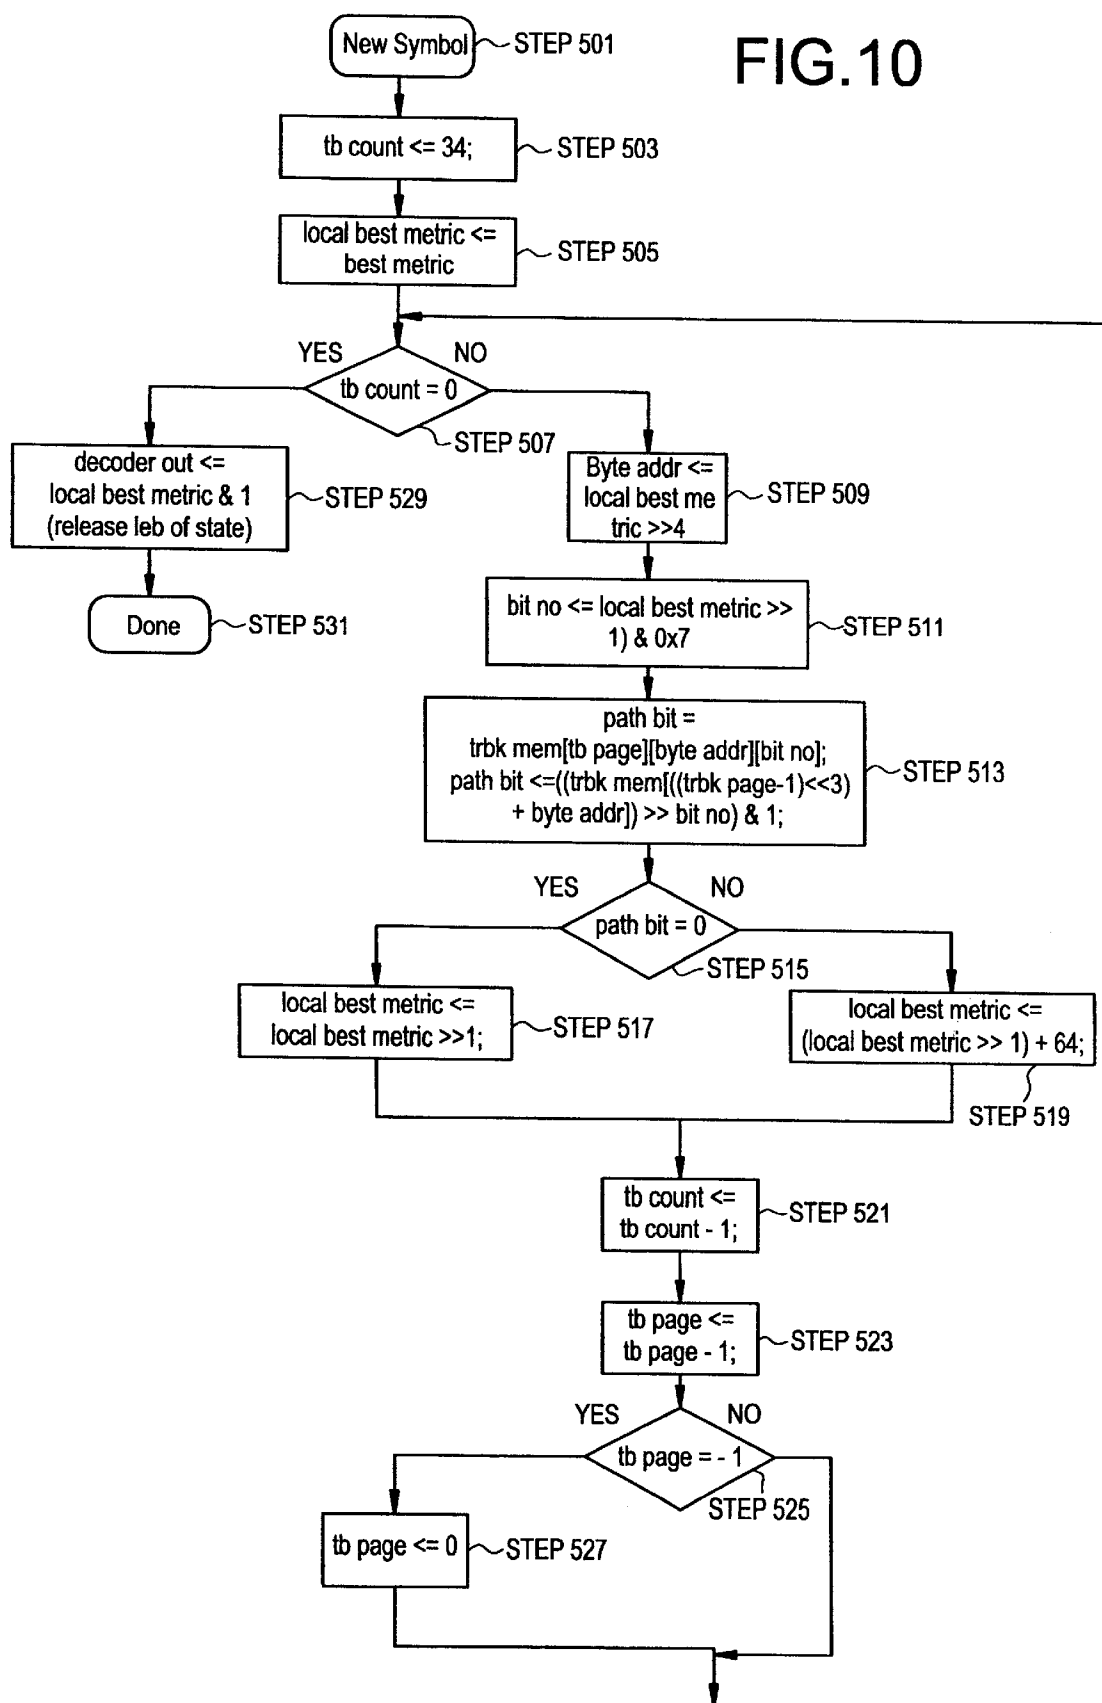 FIG.10
New Symbol
STEP 501
tb count <= 34;
STEP 503
local best metric <=
best metric
STEP 505
YES
NO
tb count = 0
STEP 507
decoder out <=
local best metric & 1
(release leb of state)
STEP 529
Done
STEP 531
Byte addr <=
local best me
tric >>4
STEP 509
bit no <= local best metric >>
1) & 0x7
STEP 511
path bit =
trbk mem[tb page][byte addr][bit no];
path bit <=((trbk mem[((trbk page-1)<<3)
+ byte addr]) >> bit no) & 1;
STEP 513
YES
NO
path bit = 0
STEP 515
local best metric <=
local best metric >>1;
STEP 517
local best metric <=
(local best metric >> 1) + 64;
STEP 519
tb count <=
tb count - 1;
STEP 521
tb page <=
tb page - 1;
STEP 523
YES
NO
tb page = - 1
STEP 525
tb page <= 0
STEP 527